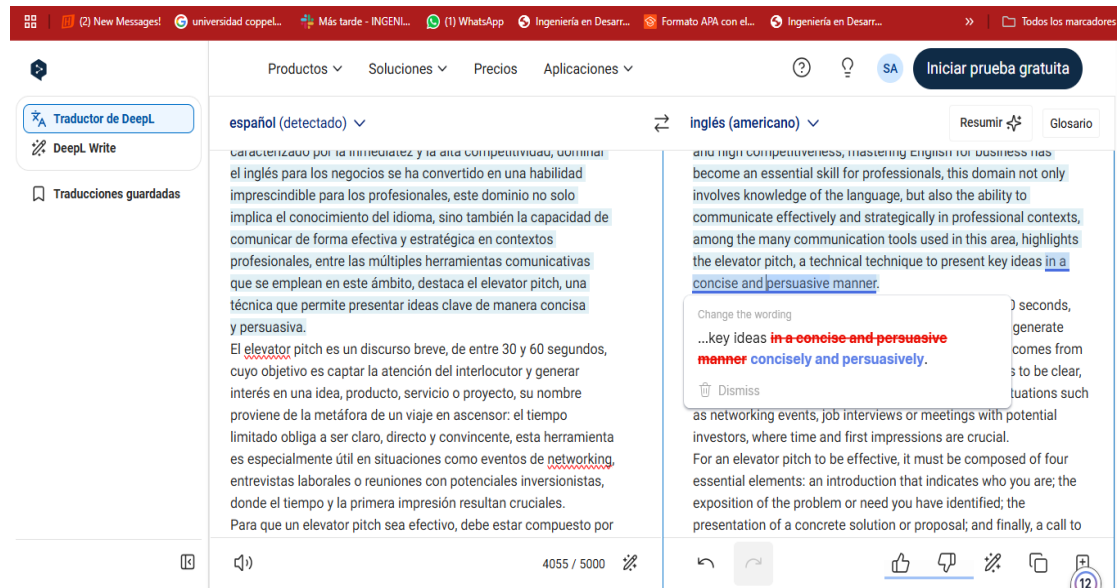 (2) New Messages!
universidad coppel...
Más tarde - INGENI...
(1) WhatsApp
Ingeniería en Desarr...
Formato APA con el...
Ingeniería en Desarr...
»
Todos los marcadores
Productos
Soluciones
Precios
Aplicaciones
SA
Iniciar prueba gratuita
Traductor de DeepL
DeepL Write
Traducciones guardadas
español (detectado)
inglés (americano)
Resumir
Glosario
caracterizado por la inmediatez y la alta competitividad, dominar
el inglés para los negocios se ha convertido en una habilidad
imprescindible para los profesionales, este dominio no solo
implica el conocimiento del idioma, sino también la capacidad de
comunicar de forma efectiva y estratégica en contextos
profesionales, entre las múltiples herramientas comunicativas
que se emplean en este ámbito, destaca el elevator pitch, una
técnica que permite presentar ideas clave de manera concisa
y persuasiva.
El elevator pitch es un discurso breve, de entre 30 y 60 segundos,
cuyo objetivo es captar la atención del interlocutor y generar
interés en una idea, producto, servicio o proyecto, su nombre
proviene de la metáfora de un viaje en ascensor: el tiempo
limitado obliga a ser claro, directo y convincente, esta herramienta
es especialmente útil en situaciones como eventos de networking,
entrevistas laborales o reuniones con potenciales inversionistas,
donde el tiempo y la primera impresión resultan cruciales.
Para que un elevator pitch sea efectivo, debe estar compuesto por
4055 / 5000
and high competitiveness, mastering English for business has
become an essential skill for professionals, this domain not only
involves knowledge of the language, but also the ability to
communicate effectively and strategically in professional contexts,
among the many communication tools used in this area, highlights
the elevator pitch, a technical technique to present key ideas in a
concise and persuasive manner.
0 seconds,
generate
comes from
s to be clear,
tuations such
Change the wording
...key ideas in a concise and persuasive
manner concisely and persuasively.
Dismiss
as networking events, job interviews or meetings with potential
investors, where time and first impressions are crucial.
For an elevator pitch to be effective, it must be composed of four
essential elements: an introduction that indicates who you are; the
exposition of the problem or need you have identified; the
presentation of a concrete solution or proposal; and finally, a call to
12